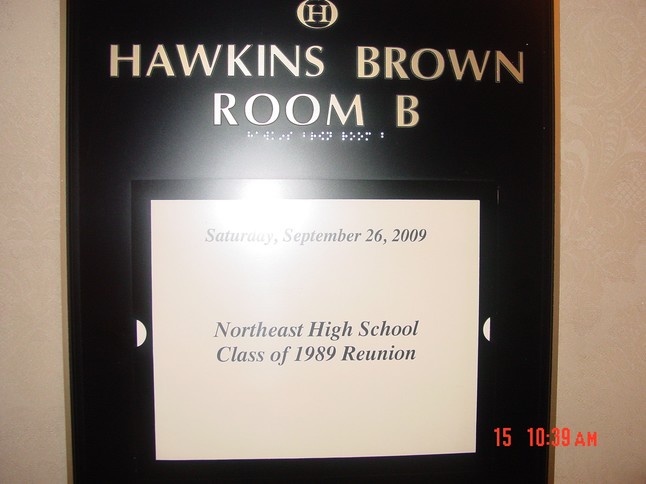 H
HAWKINS BROWN
ROOM B
Saturday, September 26, 2009
Northeast High School
Class of 1989 Reunion
15 10:39 AM